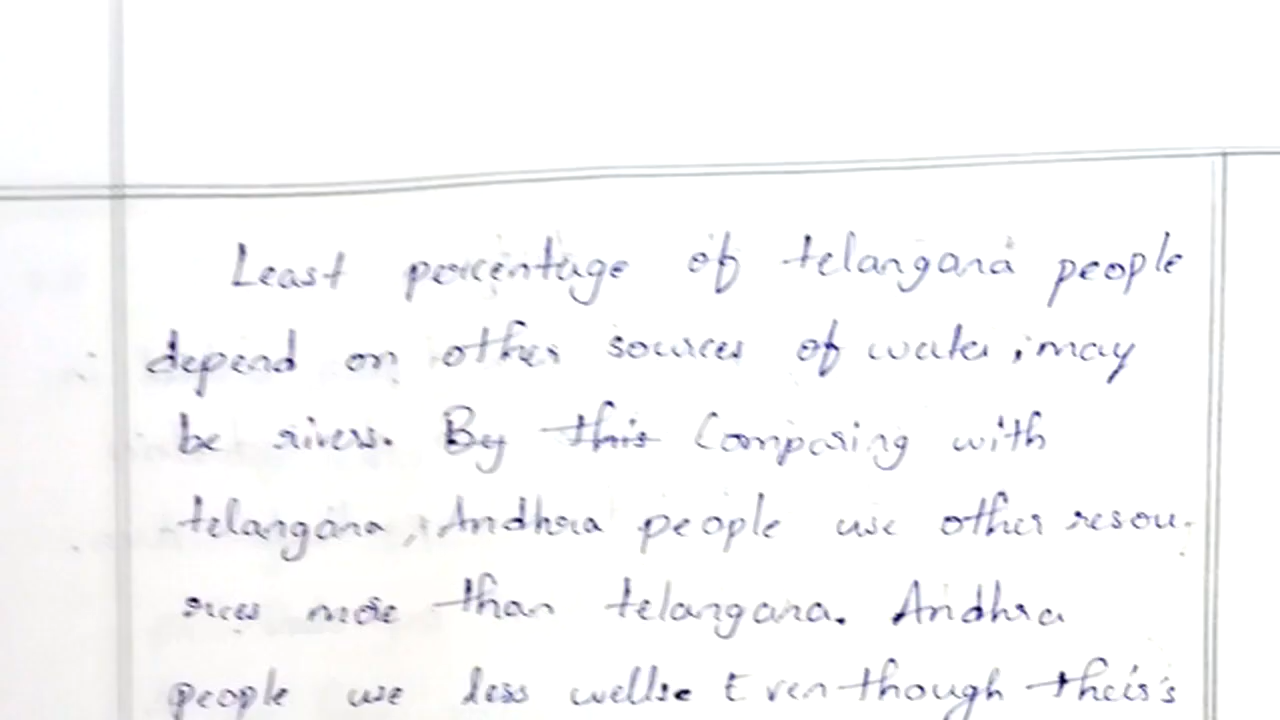 Least percentage of telangana people
depend on other sources of water, may
be rivers. By this Comparing with
telangana, Andhra people use other resou-
rces more than telangana. Andhra
people use less wells. Even though